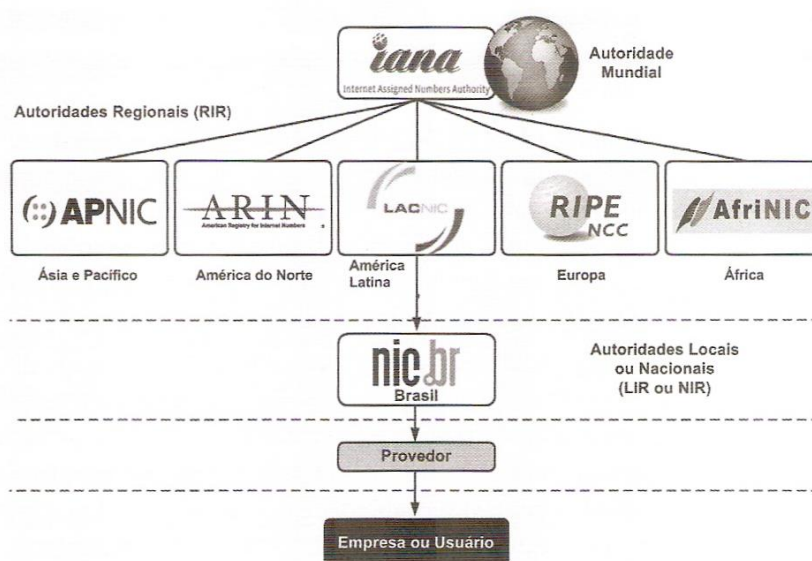 iana
Internet Assigned Numbers Authority
Autoridade
Mundial
Autoridades Regionais (RIR)
APNIC
ARIN
American Registry for Internet Numbers
LACNIC
RIPE
NCC
AfriNIC
Ásia e Pacífico
América do Norte
América
Latina
Europa
África
nic.br
Brasil
Autoridades Locais
ou Nacionais
(LIR ou NIR)
Provedor
Empresa ou Usuário